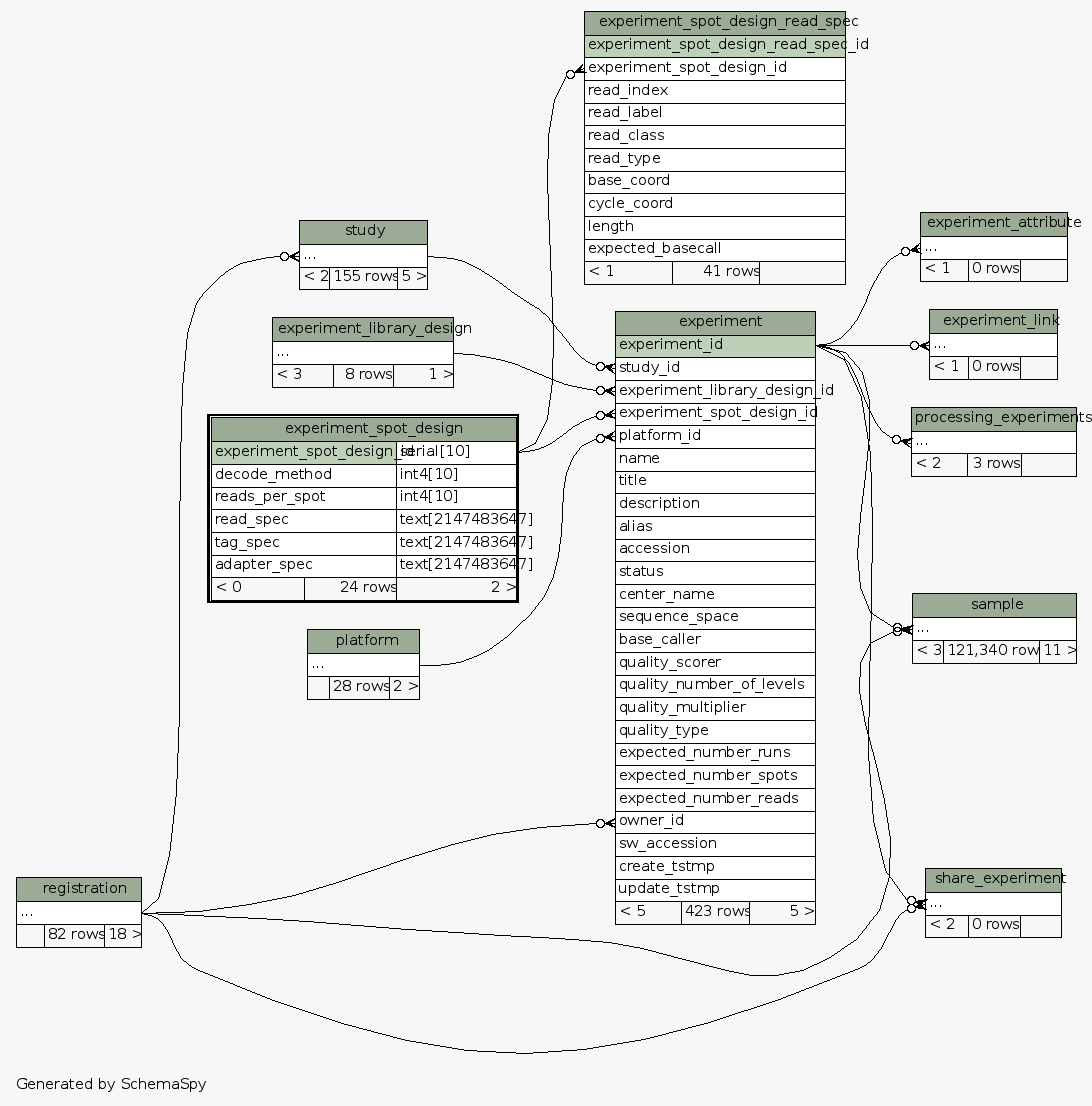 experiment_spot_design_read_spec
experiment_spot_design_read_spec_id
experiment_spot_design_id
read_index
read_label
read_class
read_type
base_coord
cycle_coord
length
expected_basecall
< 1 41 rows
study
...
< 2 155 rows 5 >
experiment_library_design
...
< 3 8 rows 1 >
experiment_spot_design
experiment_spot_design_id serial[10]
decode_method int4[10]
reads_per_spot int4[10]
read_spec text[2147483647]
tag_spec text[2147483647]
adapter_spec text[2147483647]
< 0 24 rows 2 >
platform
...
28 rows 2 >
registration
...
82 rows 18 >
experiment
experiment_id
study_id
experiment_library_design_id
experiment_spot_design_id
platform_id
name
title
description
alias
accession
status
center_name
sequence_space
base_caller
quality_scorer
quality_number_of_levels
quality_multiplier
quality_type
expected_number_runs
expected_number_spots
expected_number_reads
owner_id
sw_accession
create_tstmp
update_tstmp
< 5 423 rows 5 >
experiment_attribute
...
< 1 0 rows
experiment_link
...
< 1 0 rows
processing_experiments
...
< 2 3 rows
sample
...
< 3 121,340 row 11 >
share_experiment
...
< 2 0 rows
Generated by SchemaSpy